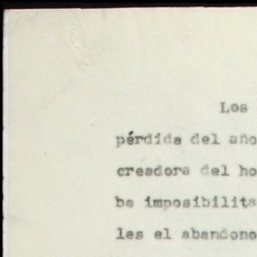 Los
pérdida del año
creadora del ho
ba imposibilita
les el abandono